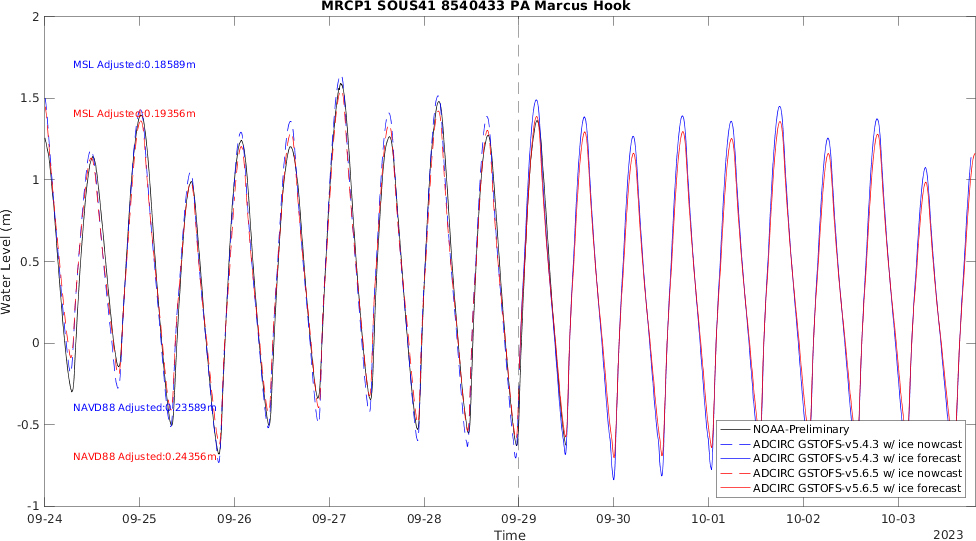 MRCP1 SOUS41 8540433 PA Marcus Hook
2
1.5
1
0.5
0
-0.5
-1
Water Level (m)
MSL Adjusted:0.18589m
MSL Adjusted:0.19356m
NAVD88 Adjusted:0.23589m
NAVD88 Adjusted:0.24356m
NOAA-Preliminary
ADCIRC GSTOFS-v5.4.3 w/ ice nowcast
ADCIRC GSTOFS-v5.4.3 w/ ice forecast
ADCIRC GSTOFS-v5.6.5 w/ ice nowcast
ADCIRC GSTOFS-v5.6.5 w/ ice forecast
09-24 09-25 09-26 09-27 09-28 09-29 09-30 10-01 10-02 10-03
Time
2023